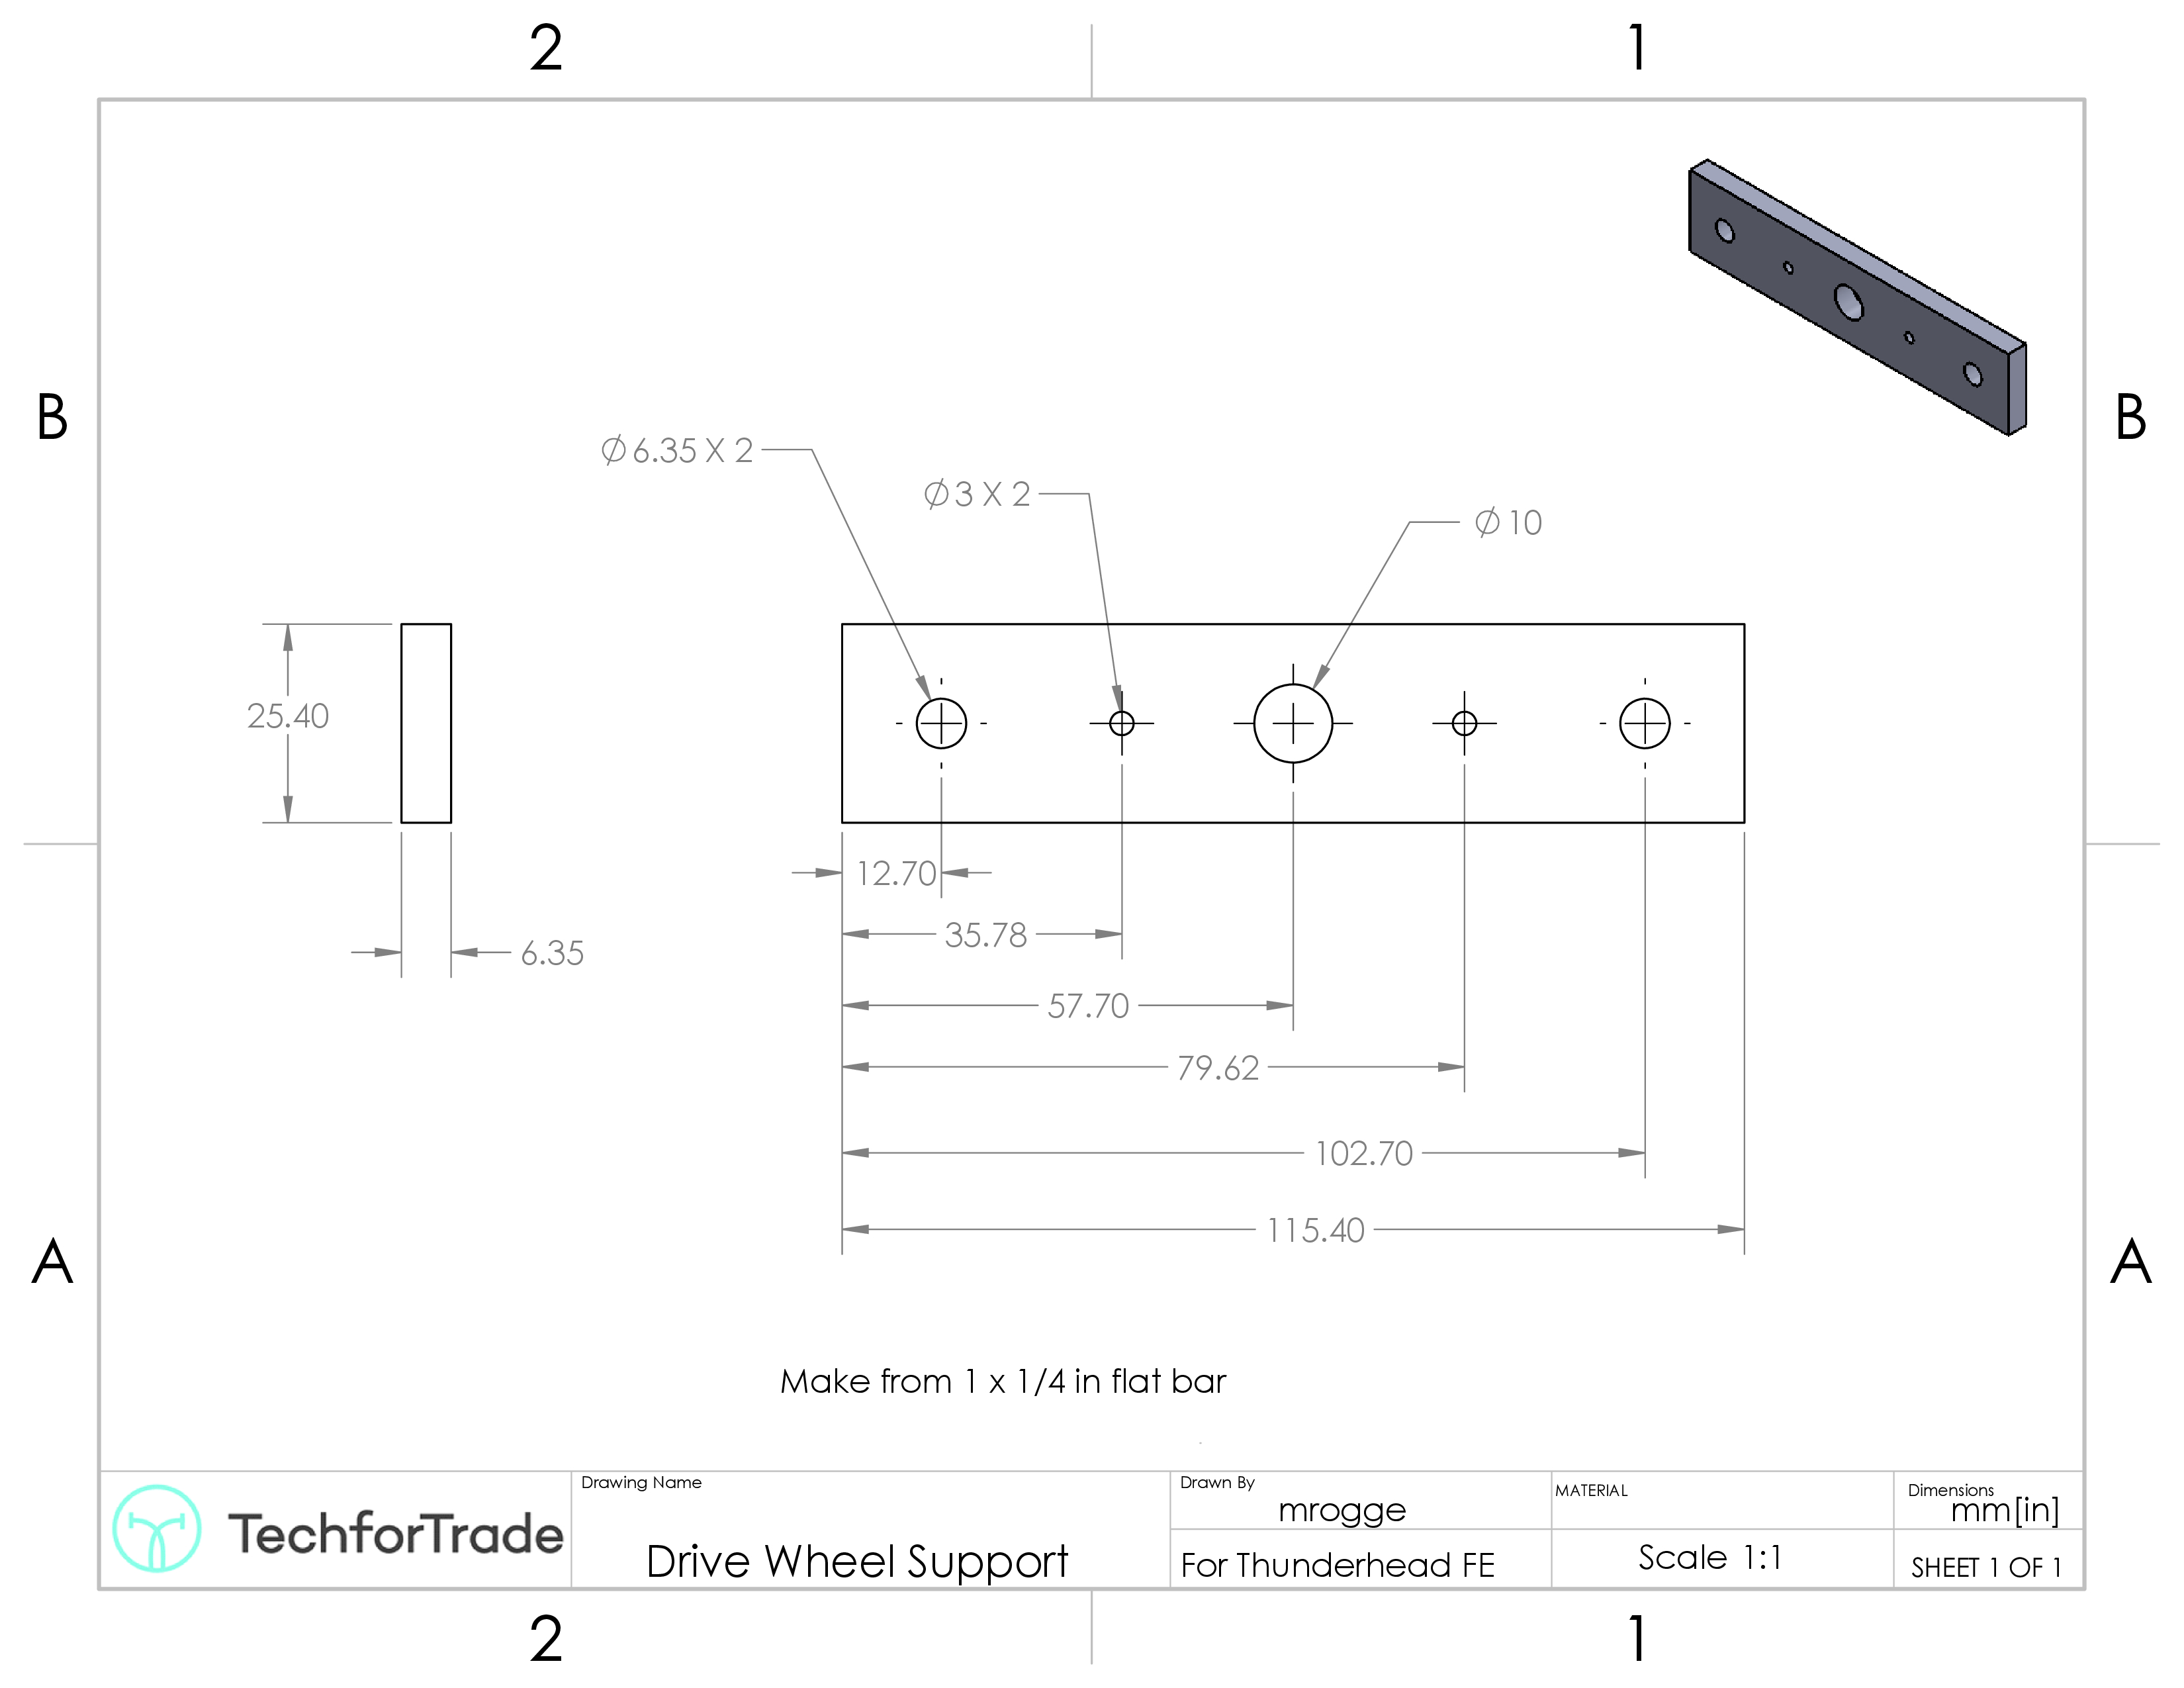 2 1
B B
⌀6.35 X 2
⌀3 X 2
⌀10
25.40
12.70
35.78
6.35
57.70
79.62
102.70
115.40
A A
Make from 1 x 1/4 in flat bar
TechforTrade
Drawing Name
Drive Wheel Support
Drawn By
mrogge
For Thunderhead FE
MATERIAL
Scale 1:1
Dimensions
mm[in]
SHEET 1 OF 1
2 1